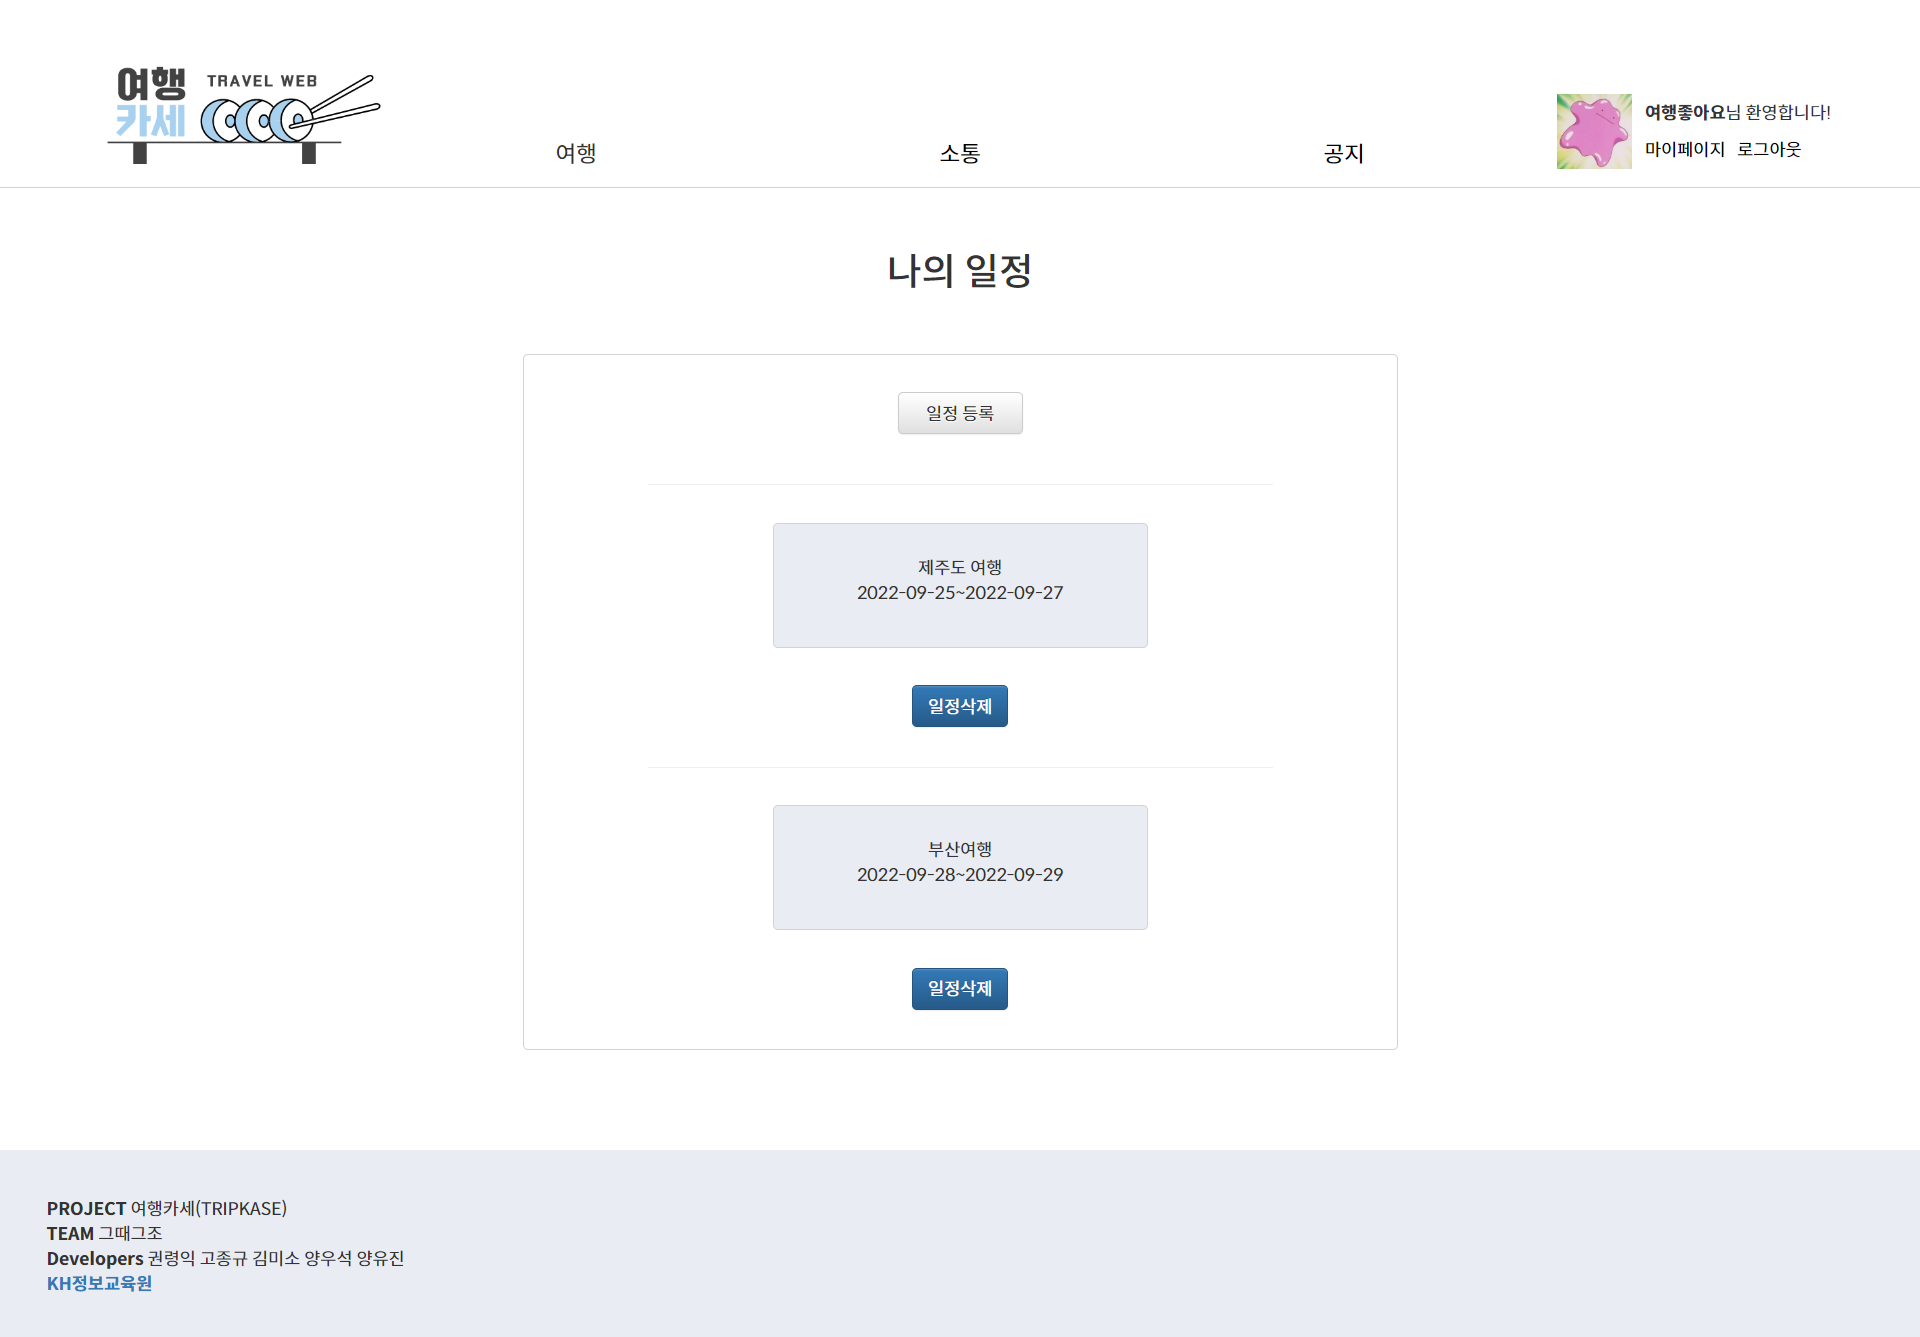 여행
카세
TRAVEL WEB
여행
소통
공지
여행좋아요님 환영합니다!
마이페이지 로그아웃
나의 일정
일정 등록
제주도 여행
2022-09-25~2022-09-27
일정삭제
부산여행
2022-09-28~2022-09-29
일정삭제
PROJECT 여행카세(TRIPKASE)
TEAM 그때그조
Developers 권령익 고종규 김미소 양우석 양유진
KH정보교육원